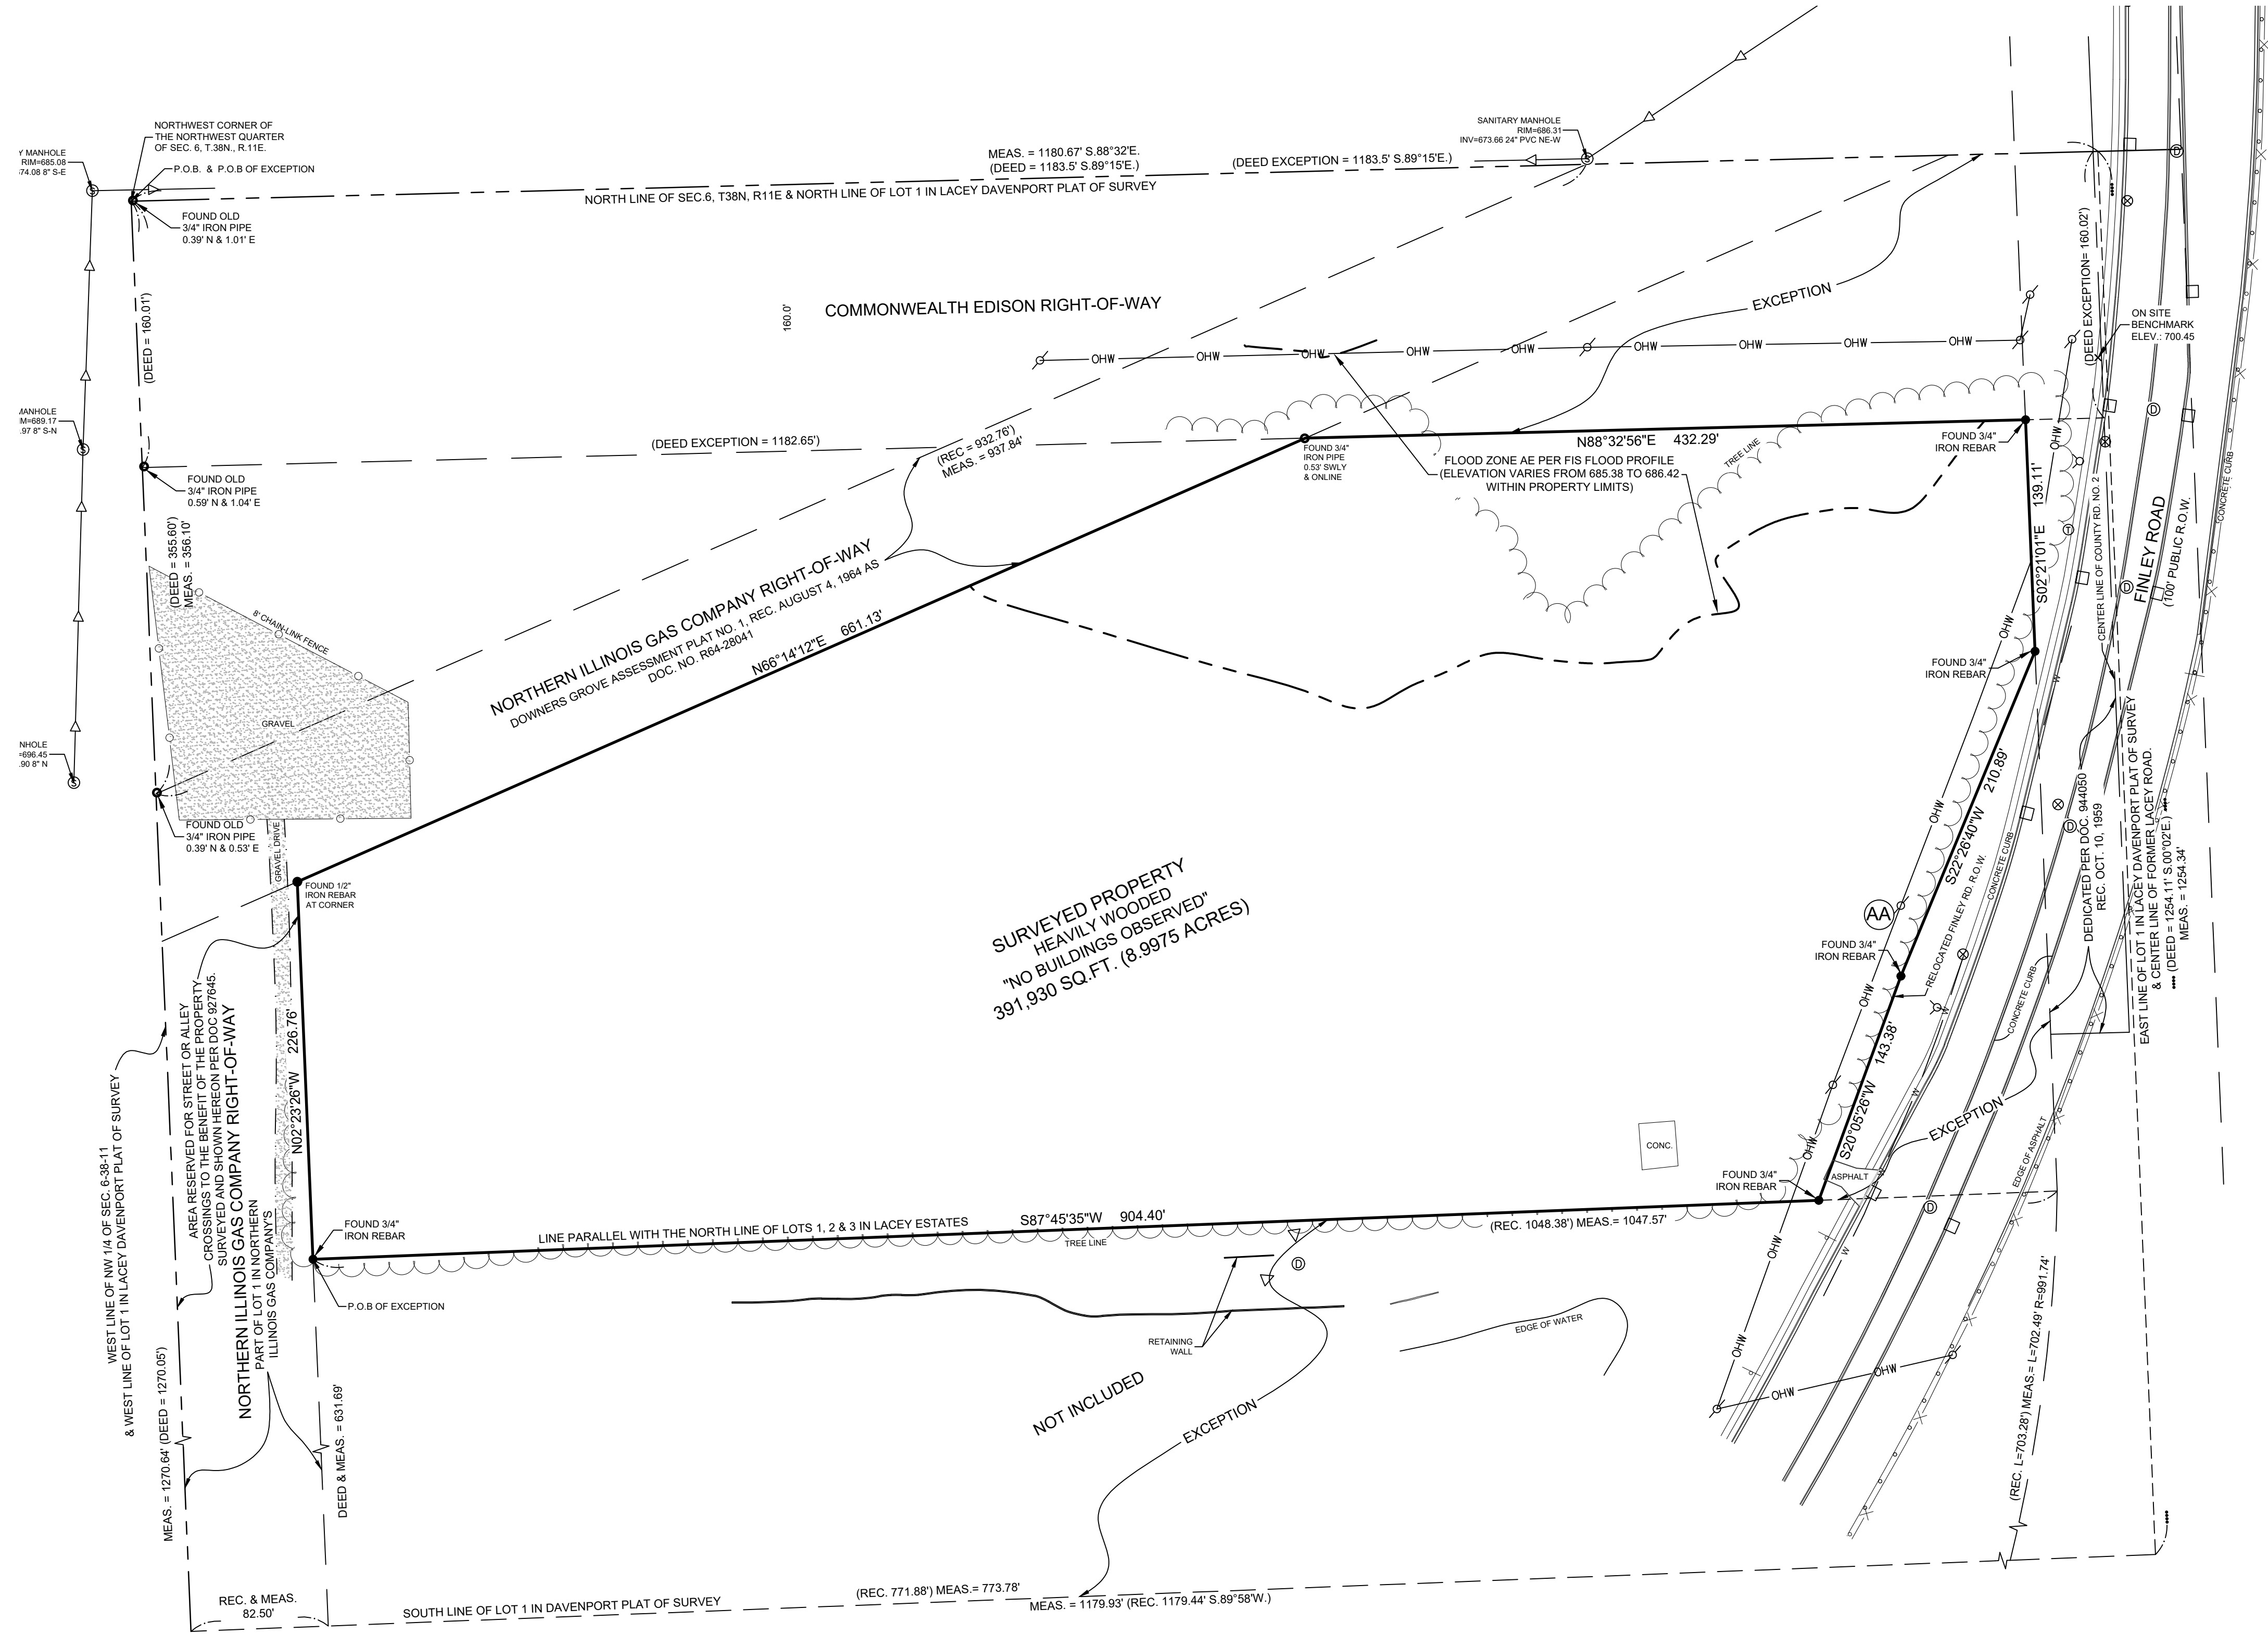 NORTHWEST CORNER OF
THE NORTHWEST QUARTER
OF SEC. 6, T.38N., R.11E.
P.O.B. & P.O.B OF EXCEPTION
Y MANHOLE
RIM=685.08
74.08 8" S-E
FOUND OLD
3/4" IRON PIPE
0.39' N & 1.01' E
MEAS. = 1180.67' S.88°32'E.
(DEED = 1183.5' S.89°15'E.)
(DEED EXCEPTION = 1183.5' S.89°15'E.)
NORTH LINE OF SEC.6, T38N, R11E & NORTH LINE OF LOT 1 IN LACEY DAVENPORT PLAT OF SURVEY
SANITARY MANHOLE
RIM=686.31
INV=673.66 24" PVC NE-W
S
S
D
(DEED = 160.01')
160.0'
COMMONWEALTH EDISON RIGHT-OF-WAY
EXCEPTION
(DEED EXCEPTION= 160.02')
ON SITE
BENCHMARK
ELEV.: 700.45
OHW
OHW
OHW
OHW
OHW
OHW
OHW
OHW
OHW
MANHOLE
IM=689.17
.97 8" S-N
S
(DEED EXCEPTION = 1182.65')
(REC = 932.76')
MEAS. = 937.84'
FOUND OLD
3/4" IRON PIPE
0.59' N & 1.04' E
FOUND 3/4"
IRON PIPE
0.53' SWLY
& ONLINE
N88°32'56"E 432.29'
FLOOD ZONE AE PER FIS FLOOD PROFILE
(ELEVATION VARIES FROM 685.38 TO 686.42
WITHIN PROPERTY LIMITS)
TREE LINE
FOUND 3/4"
IRON REBAR
OHW
D
S02°21'01"E 139.11'
T
CENTER LINE OF COUNTY RD. NO. 2
FINLEY ROAD
(100' PUBLIC R.O.W.
CONCRETE CURB
D
(DEED = 355.60')
MEAS. = 356.10'
8' CHAIN-LINK FENCE
GRAVEL
NORTHERN ILLINOIS GAS COMPANY RIGHT-OF-WAY
DOWNERS GROVE ASSESSMENT PLAT NO. 1, REC. AUGUST 4, 1964 AS
DOC. NO. R64-28041
N66°14'12"E 661.13'
OHW
FOUND 3/4"
IRON REBAR
W
NHOLE
=696.45
.90 8" N
S
FOUND OLD
3/4" IRON PIPE
0.39' N & 0.53' E
GRAVEL DRIVE
FOUND 1/2"
IRON REBAR
AT CORNER
SURVEYED PROPERTY
HEAVILY WOODED
"NO BUILDINGS OBSERVED"
391,930 SQ.FT. (8.9975 ACRES)
OHW
S22°26'40"W 210.89'
AA
FOUND 3/4"
IRON REBAR
D
RELOCATED FINLEY RD. R.O.W.
CONCRETE CURB
CONCRETE CURB
DEDICATED PER DOC. 944050
REC. OCT. 10, 1959
EAST LINE OF LOT 1 IN LACEY DAVENPORT PLAT OF SURVEY
& CENTER LINE OF FORMER LACEY ROAD.
(DEED = 1254.11' S.00°02'E.)
MEAS. = 1254.34'
OHW
W
S20°05'26"W 143.38'
N02°23'26"W 226.76'
WEST LINE OF NW 1/4 OF SEC. 6-38-11
& WEST LINE OF LOT 1 IN LACEY DAVENPORT PLAT OF SURVEY
AREA RESERVED FOR STREET OR ALLEY
CROSSINGS TO THE BENEFIT OF THE PROPERTY
SURVEYED AND SHOWN HEREON PER DOC 927645.
NORTHERN ILLINOIS GAS COMPANY RIGHT-OF-WAY
PART OF LOT 1 IN NORTHERN
ILLINOIS GAS COMPANY'S
EXCEPTION
W
W
OHW
CONC.
ASPHALT
FOUND 3/4"
IRON REBAR
EDGE OF ASPHALT
D
FOUND 3/4"
IRON REBAR
LINE PARALLEL WITH THE NORTH LINE OF LOTS 1, 2 & 3 IN LACEY ESTATES
S87°45'35"W 904.40'
(REC. 1048.38') MEAS.= 1047.57'
TREE LINE
D
W
OHW
P.O.B OF EXCEPTION
RETAINING
WALL
EDGE OF WATER
OHW
OHW
OHW
NOT INCLUDED
EXCEPTION
MEAS. = 1270.64' (DEED = 1270.05')
DEED & MEAS. = 631.69'
(REC. L=703.28') MEAS.= L=702.49' R=991.74'
REC. & MEAS.
82.50'
SOUTH LINE OF LOT 1 IN DAVENPORT PLAT OF SURVEY
(REC. 771.88') MEAS.= 773.78'
MEAS. = 1179.93' (REC. 1179.44' S.89°58'W.)